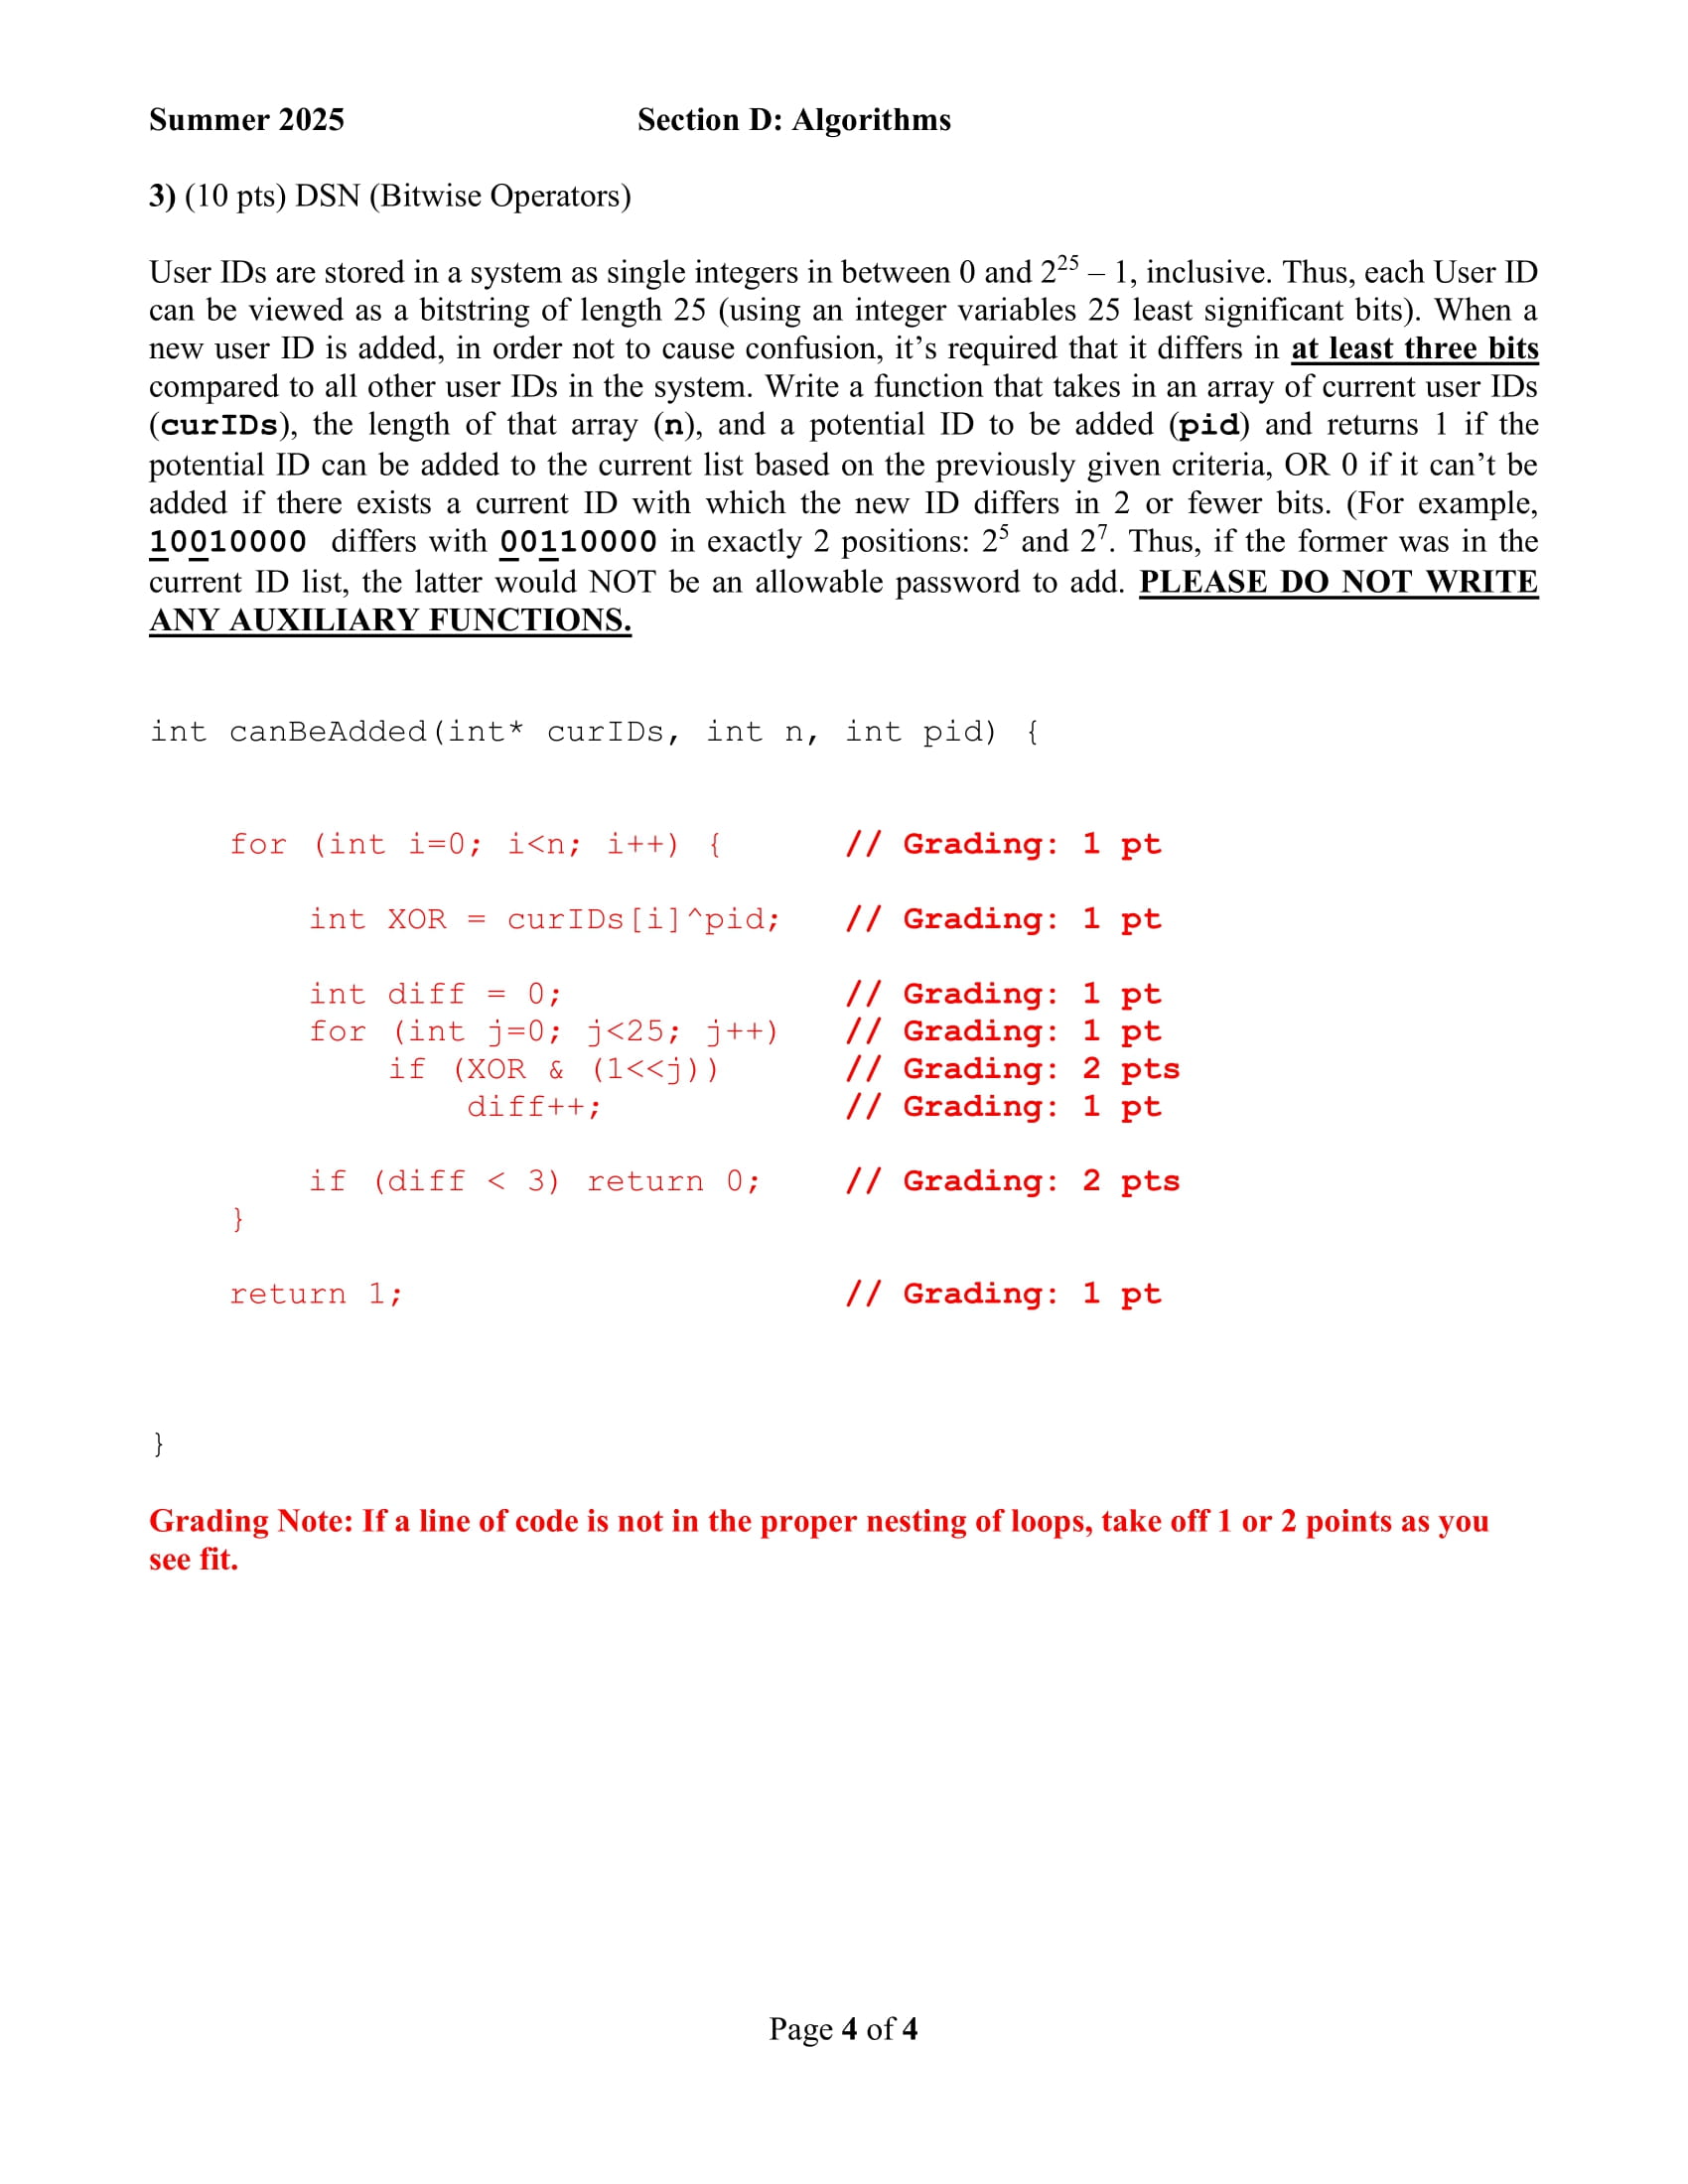 Summer 2025 Section D: Algorithms
3) (10 pts) DSN (Bitwise Operators)
User IDs are stored in a system as single integers in between 0 and 2²⁵ – 1, inclusive. Thus, each User ID
can be viewed as a bitstring of length 25 (using an integer variables 25 least significant bits). When a
new user ID is added, in order not to cause confusion, it’s required that it differs in at least three bits
compared to all other user IDs in the system. Write a function that takes in an array of current user IDs
(curIDs), the length of that array (n), and a potential ID to be added (pid) and returns 1 if the
potential ID can be added to the current list based on the previously given criteria, OR 0 if it can’t be
added if there exists a current ID with which the new ID differs in 2 or fewer bits. (For example,
10010000 differs with 00110000 in exactly 2 positions: 2⁵ and 2⁷. Thus, if the former was in the
current ID list, the latter would NOT be an allowable password to add. PLEASE DO NOT WRITE
ANY AUXILIARY FUNCTIONS.
int canBeAdded(int* curIDs, int n, int pid) {
for (int i=0; i<n; i++) { // Grading: 1 pt
int XOR = curIDs[i]^pid; // Grading: 1 pt
int diff = 0; // Grading: 1 pt
for (int j=0; j<25; j++) // Grading: 1 pt
if (XOR & (1<<j)) // Grading: 2 pts
diff++; // Grading: 1 pt
if (diff < 3) return 0; // Grading: 2 pts
}
return 1; // Grading: 1 pt
}
Grading Note: If a line of code is not in the proper nesting of loops, take off 1 or 2 points as you
see fit.
Page 4 of 4